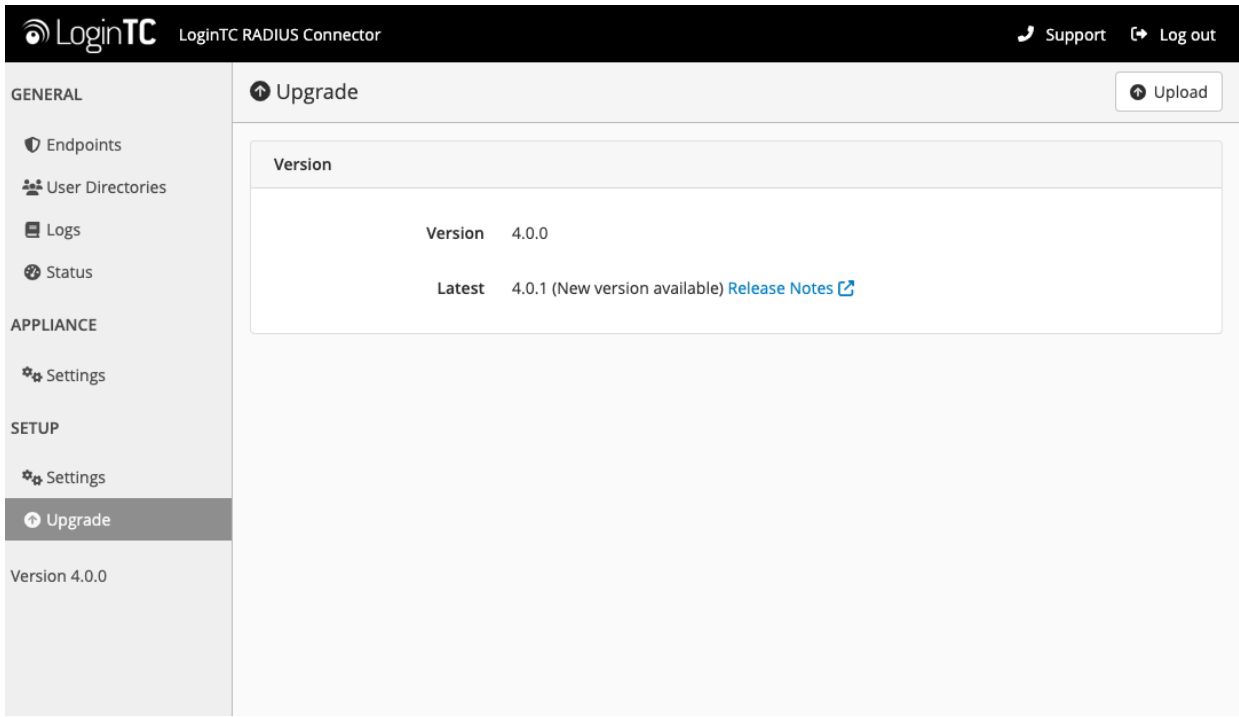 LoginTC LoginTC RADIUS Connector Support Log out
GENERAL
Endpoints
User Directories
Logs
Status
APPLIANCE
Settings
SETUP
Settings
Upgrade
Version 4.0.0
Upgrade Upload
Version
Version 4.0.0
Latest 4.0.1 (New version available) Release Notes